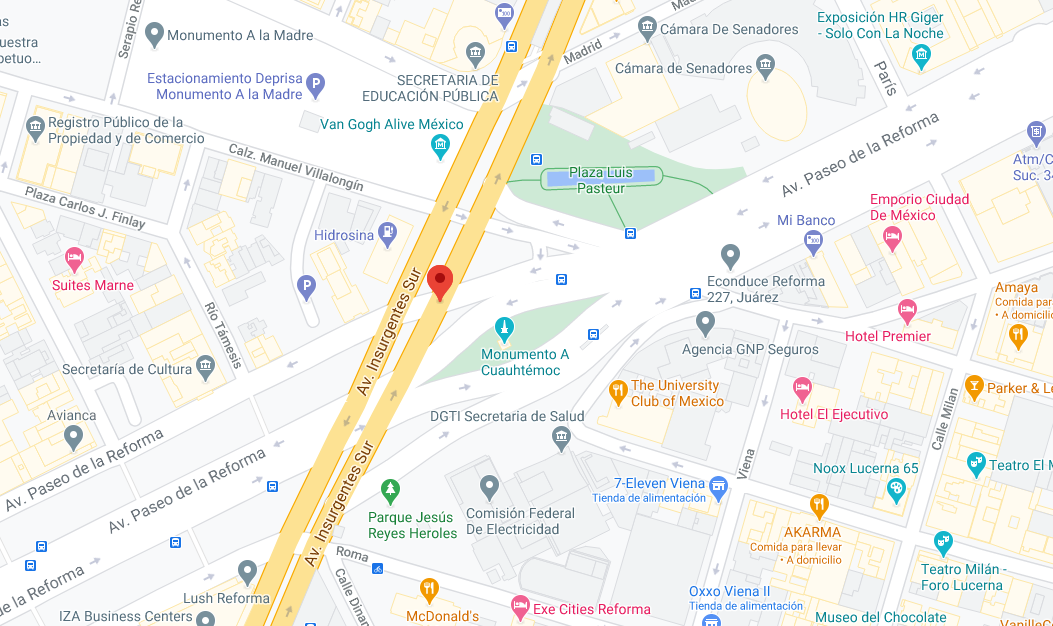 Serapio Re
Monumento A la Madre
Estacionamiento Deprisa
Monumento A la Madre
SECRETARIA DE
EDUCACIÓN PÚBLICA
Madrid
Cámara De Senadores
Cámara de Senadores
Exposición HR Giger
- Solo Con La Noche
París
uestra
petuo...
Registro Público de la
Propiedad y de Comercio
Van Gogh Alive México
Calz. Manuel Villalongín
Plaza Luis
Pasteur
Av. Paseo de la Reforma
Atm/C
Suc. 34
Plaza Carlos J. Finlay
Hidrosina
Emporio Ciudad
De México
Mi Banco
Suites Marne
Econduce Reforma
227, Juárez
Av. Insurgentes Sur
Amaya
Comida para
• A domicilio
Río Támesis
Hotel Premier
Agencia GNP Seguros
Monumento A
Cuauhtémoc
Secretaría de Cultura
The University
Club of Mexico
Hotel El Ejecutivo
Parker & Le
Calle Milan
Avianca
DGTI Secretaria de Salud
Av. Paseo de la Reforma
Av. Paseo de la Reforma
Av. Insurgentes Sur
Viena
Noox Lucerna 65
Teatro El M
7-Eleven Viena
Tienda de alimentación
Parque Jesús
Reyes Heroles
Comisión Federal
De Electricidad
AKARMA
Comida para llevar
• A domicilio
Roma
Calle Dinan
Teatro Milán -
Foro Lucerna
de la Reforma
Lush Reforma
IZA Business Centers
McDonald's
Exe Cities Reforma
Oxxo Viena II
Tienda de alimentación
Museo del Chocolate
VanilleCo